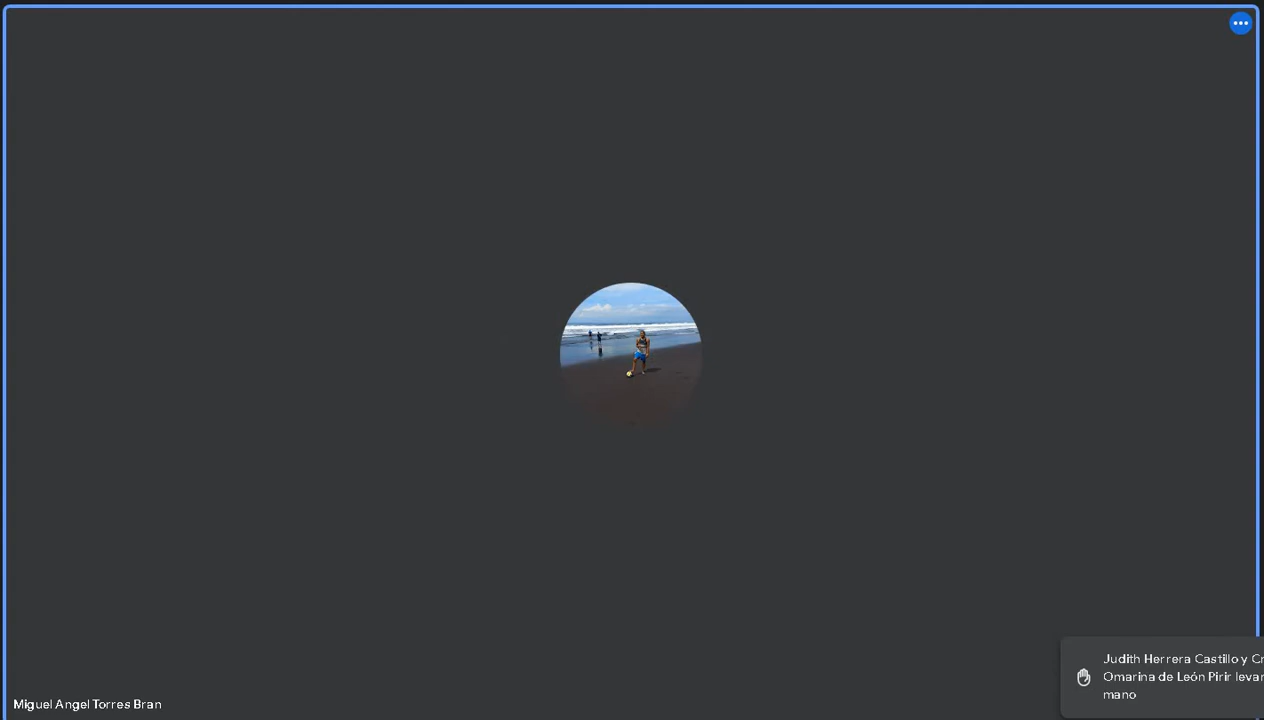 Judith Herrera Castillo y
Omarina de León Pirir
mano
Miguel Angel Torres Bran